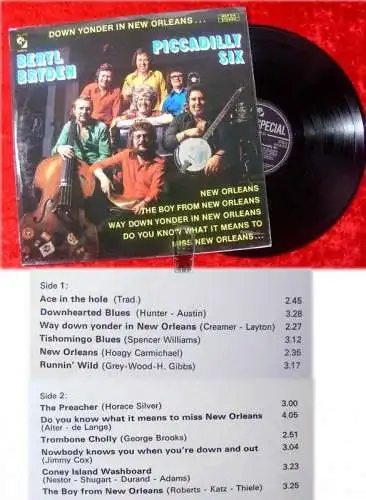 DOWN YONDER IN NEW ORLEANS...
BERYL BRYDEN
PICCADILLY SIX
NEW ORLEANS
THE BOY FROM NEW ORLEANS
WAY DOWN YONDER IN NEW ORLEANS
DO YOU KNOW WHAT IT MEANS TO
MISS NEW ORLEANS...
SPECIAL
Side 1:
Ace in the hole (Trad.) 2.45
Downhearted Blues (Hunter - Austin) 3.28
Way down yonder in New Orleans (Creamer - Layton) 2.27
Tishomingo Blues (Spencer Williams) 3.12
New Orleans (Hoagy Carmichael) 2.35
Runnin' Wild (Grey-Wood-H. Gibbs) 3.17
Side 2:
The Preacher (Horace Silver) 3.00
Do you know what it means to miss New Orleans 4.05
(Alter - de Lange)
Trombone Cholly (George Brooks) 2.51
Nowbody knows you when you're down and out 3.04
(Jimmy Cox)
Coney Island Washboard 3.23
(Nestor - Shugart - Durand - Adams)
The Boy from New Orleans (Roberts - Katz - Thiele) 3.25